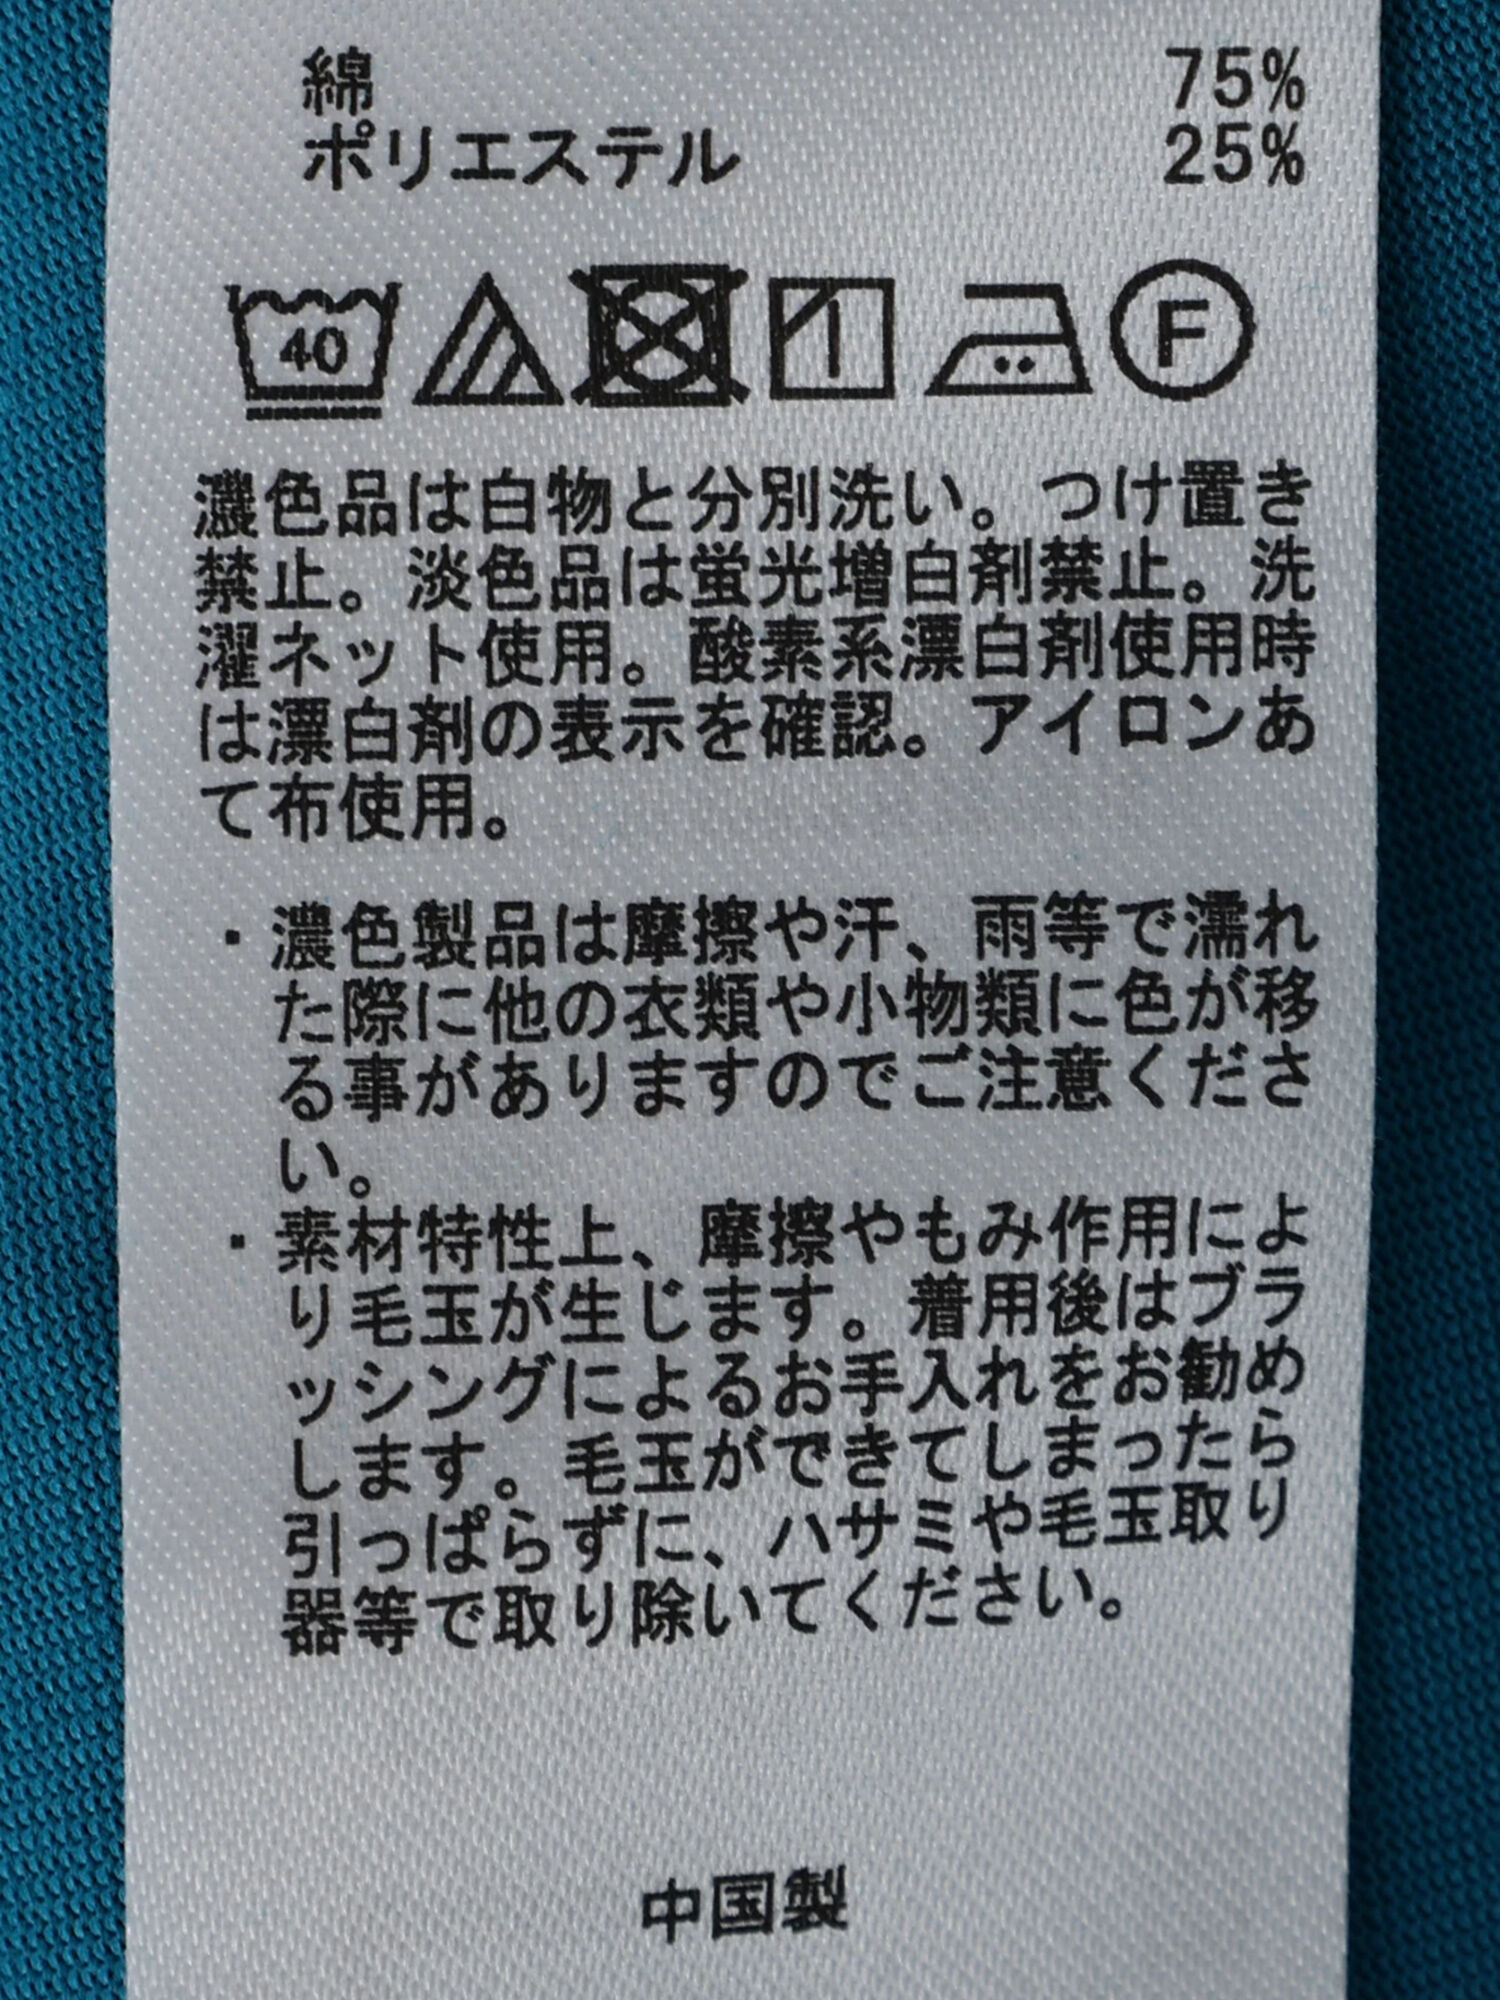 綿 75%
ポリエステル 25%
40 F
濃色品は白物と分別洗い。つけ置き
禁止。淡色品は蛍光増白剤禁止。洗
濯ネット使用。酸素系漂白剤使用時
は漂白剤の表示を確認。アイロンあ
て布使用。
・濃色製品は摩擦や汗、雨等で濡れ
た際に他の衣類や小物類に色が移
る事がありますのでご注意くださ
い。
・素材特性上、摩擦やもみ作用によ
り毛玉が生じます。着用後はブラ
ッシングによるお手入れをお勧め
します。毛玉ができてしまったら
引っぱらずに、ハサミや毛玉取り
器等で取り除いてください。
中国製